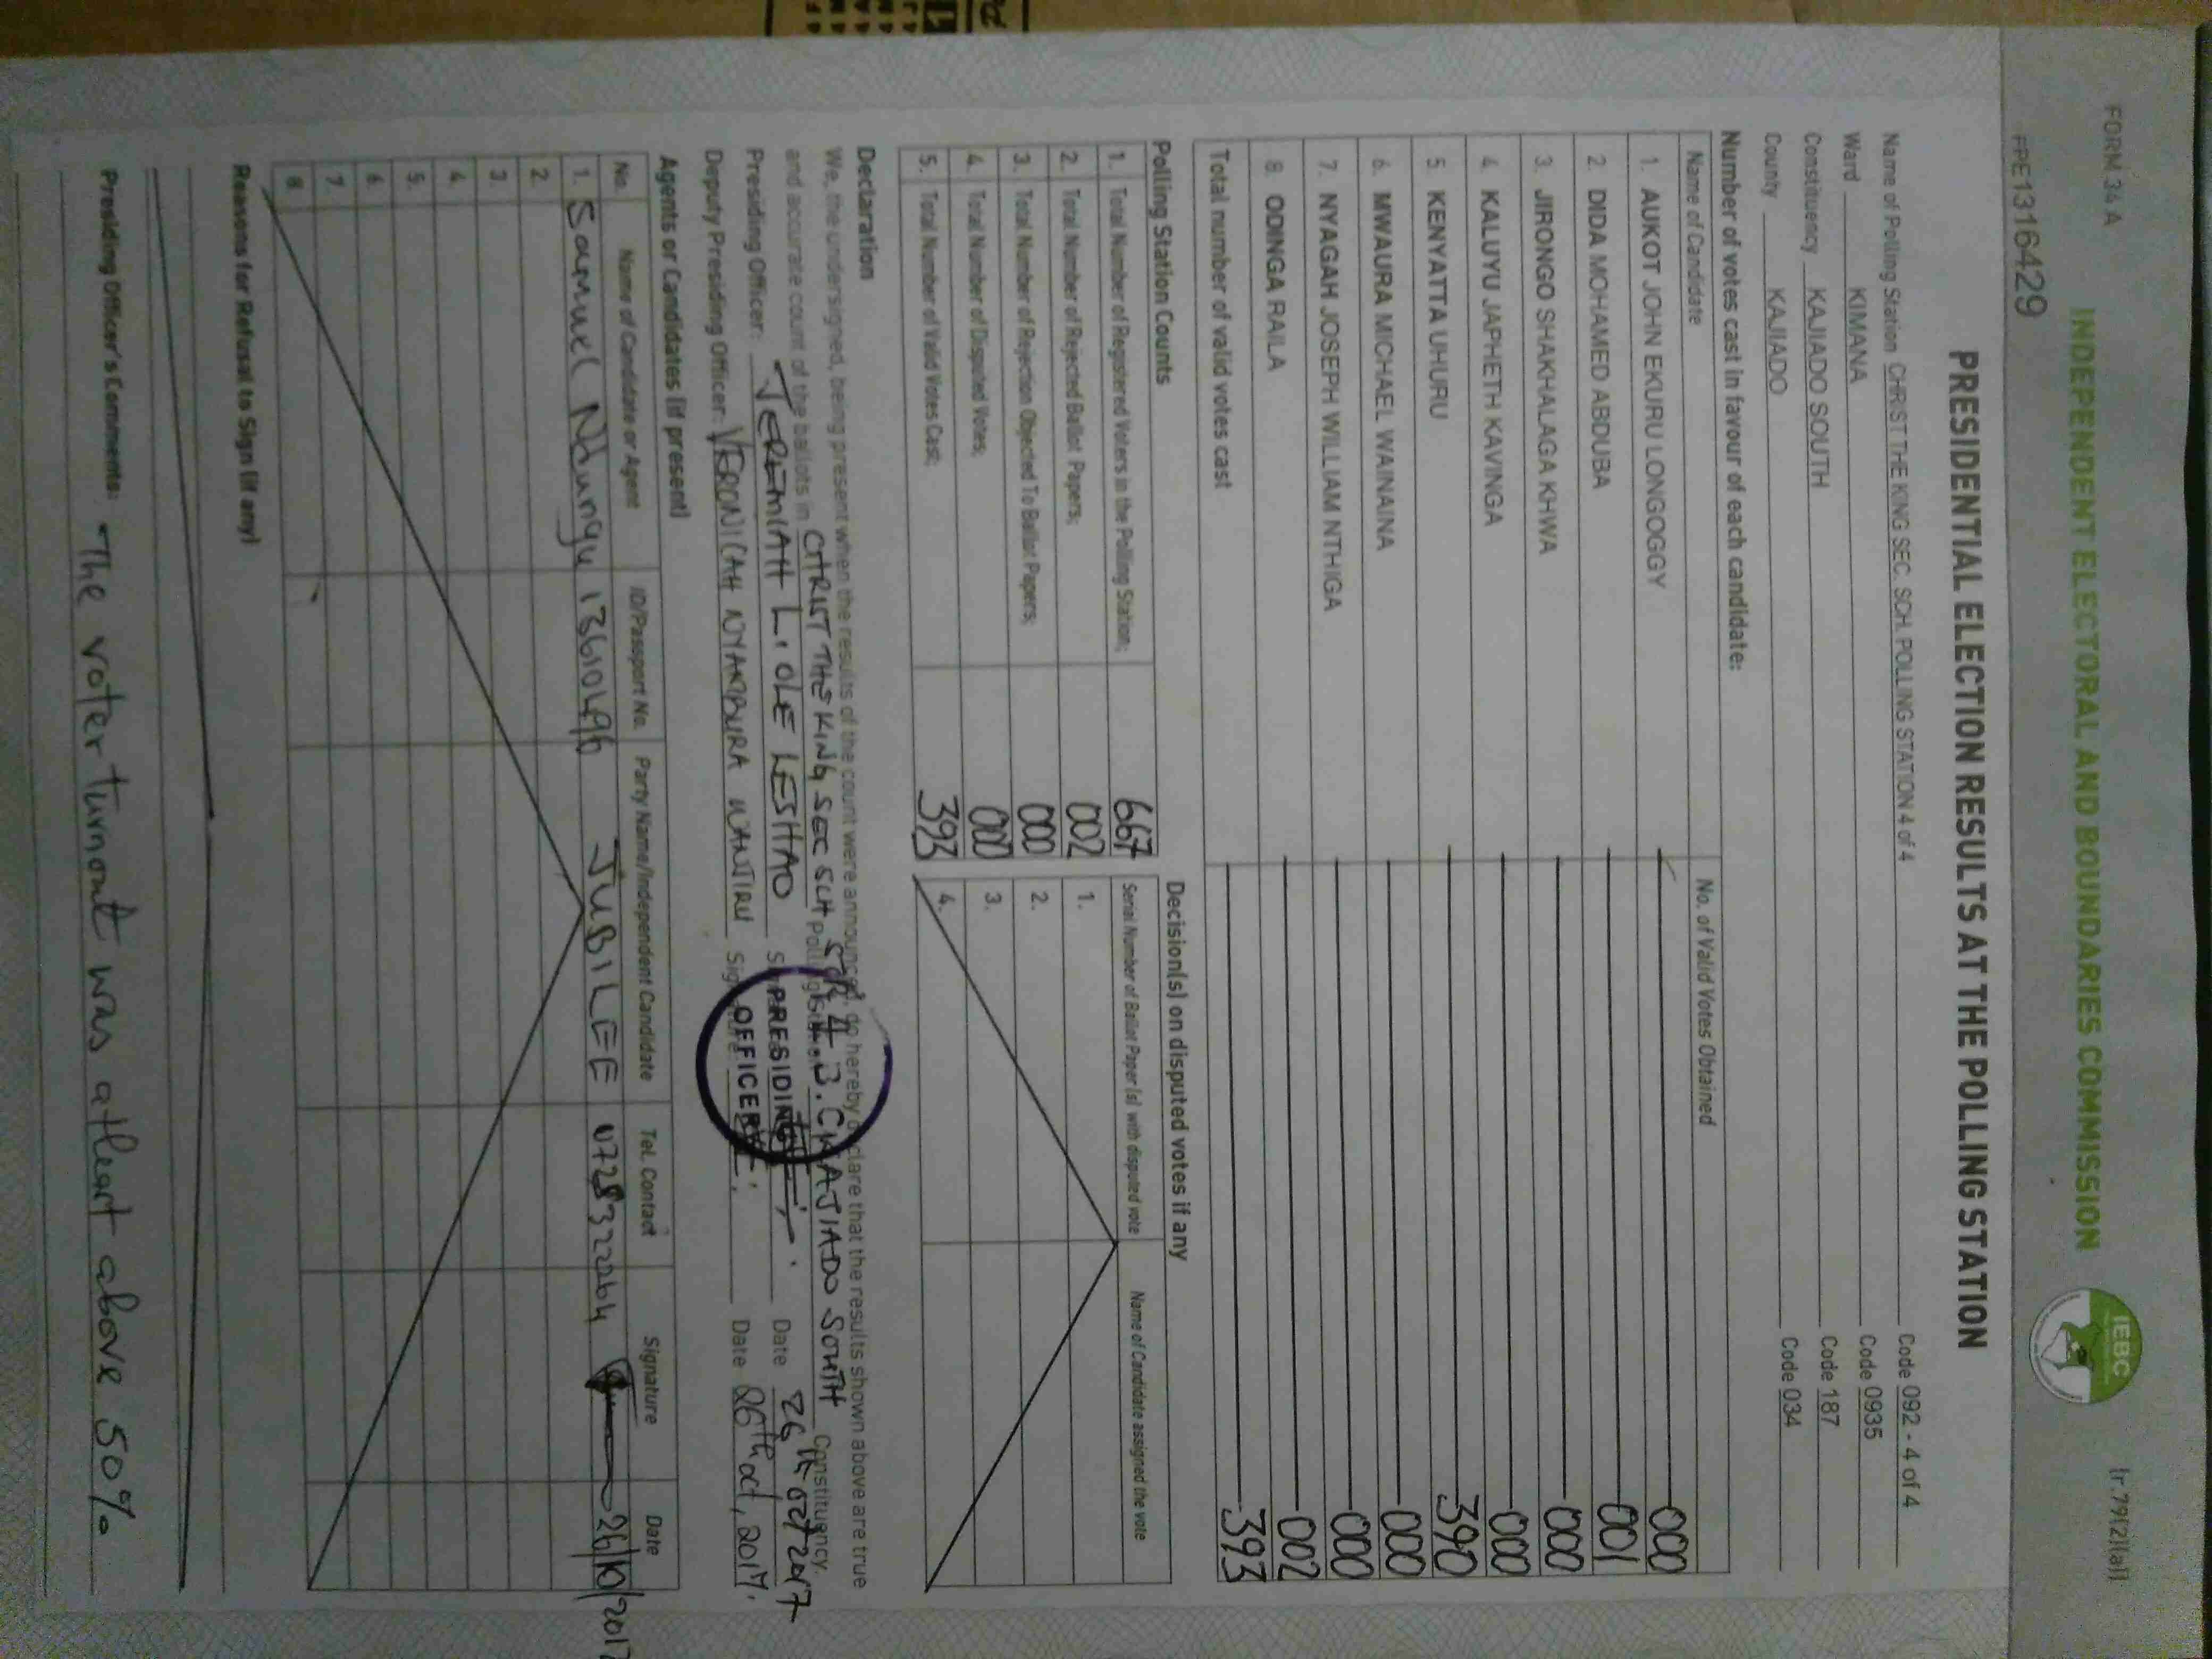 FORM 34 A
[r.79(2)(a)]
INDEPENDENT ELECTORAL AND BOUNDARIES COMMISSION
IEBC
FPE1316429
PRESIDENTIAL ELECTION RESULTS AT THE POLLING STATION
Name of Polling Station CHRIST THE KING SEC. SCH. POLLING STATION 4 of 4 Code 092 - 4 of 4
Ward KIMANA Code 0935
Constituency KAJIADO SOUTH Code 187
County KAJIADO Code 034
Number of votes cast in favour of each candidate:
Name of Candidate No. of Valid Votes Obtained
1. AUKOT JOHN EKURU LONGOGGY 000
2. DIDA MOHAMED ABDUBA 001
3. JIRONGO SHAKHALAGA KHWA 000
4. KALUYU JAPHETH KAVINGA 000
5. KENYATTA UHURU 390
6. MWAURA MICHAEL WAINAINA 000
7. NYAGAH JOSEPH WILLIAM NTHIGA 000
8. ODINGA RAILA 002
Total number of valid votes cast 393
Polling Station Counts Decision(s) on disputed votes if any
1. Total Number of Registered Voters in the Polling Station; 667 Serial Number of Ballot Paper(s) with disputed vote Name of Candidate assigned the vote
2. Total Number of Rejected Ballot Papers; 002 1.
3. Total Number of Rejection Objected To Ballot Papers; 000 2.
4. Total Number of Disputed Votes; 000 3.
5. Total Number of Valid Votes Cast; 393 4.
Declaration
We, the undersigned, being present when the results of the count were announced, do hereby declare that the results shown above are true
and accurate count of the ballots in CHRIST THE KING SEC SCH Polling Station KAJIADO SOUTH Constituency.
Presiding Officer: JEREMIAH L. OLE LESHAO Date 26th OCT 2017
Deputy Presiding Officer: VERONICAH NYAMBURA WANJIRU Date 26th oct, 2017.
PRESIDING
OFFICER
Agents or Candidates (if present)
No. Name of Candidate or Agent ID/Passport No. Party Name/Independent Candidate Tel. Contact Signature Date
1. Samuel Ndungu 13610496 JUBILEE 0728322264 26/10/2017
2.
3.
4.
5.
6.
7.
8.
Reasons for Refusal to Sign (if any)
Presiding Officer's Comments: The voter turnout was atleast above 50%